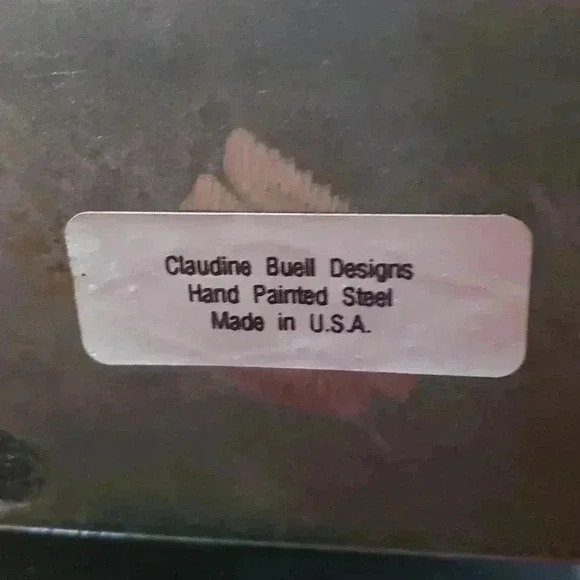 Claudine Buell Designs
Hand Painted Steel
Made in U.S.A.